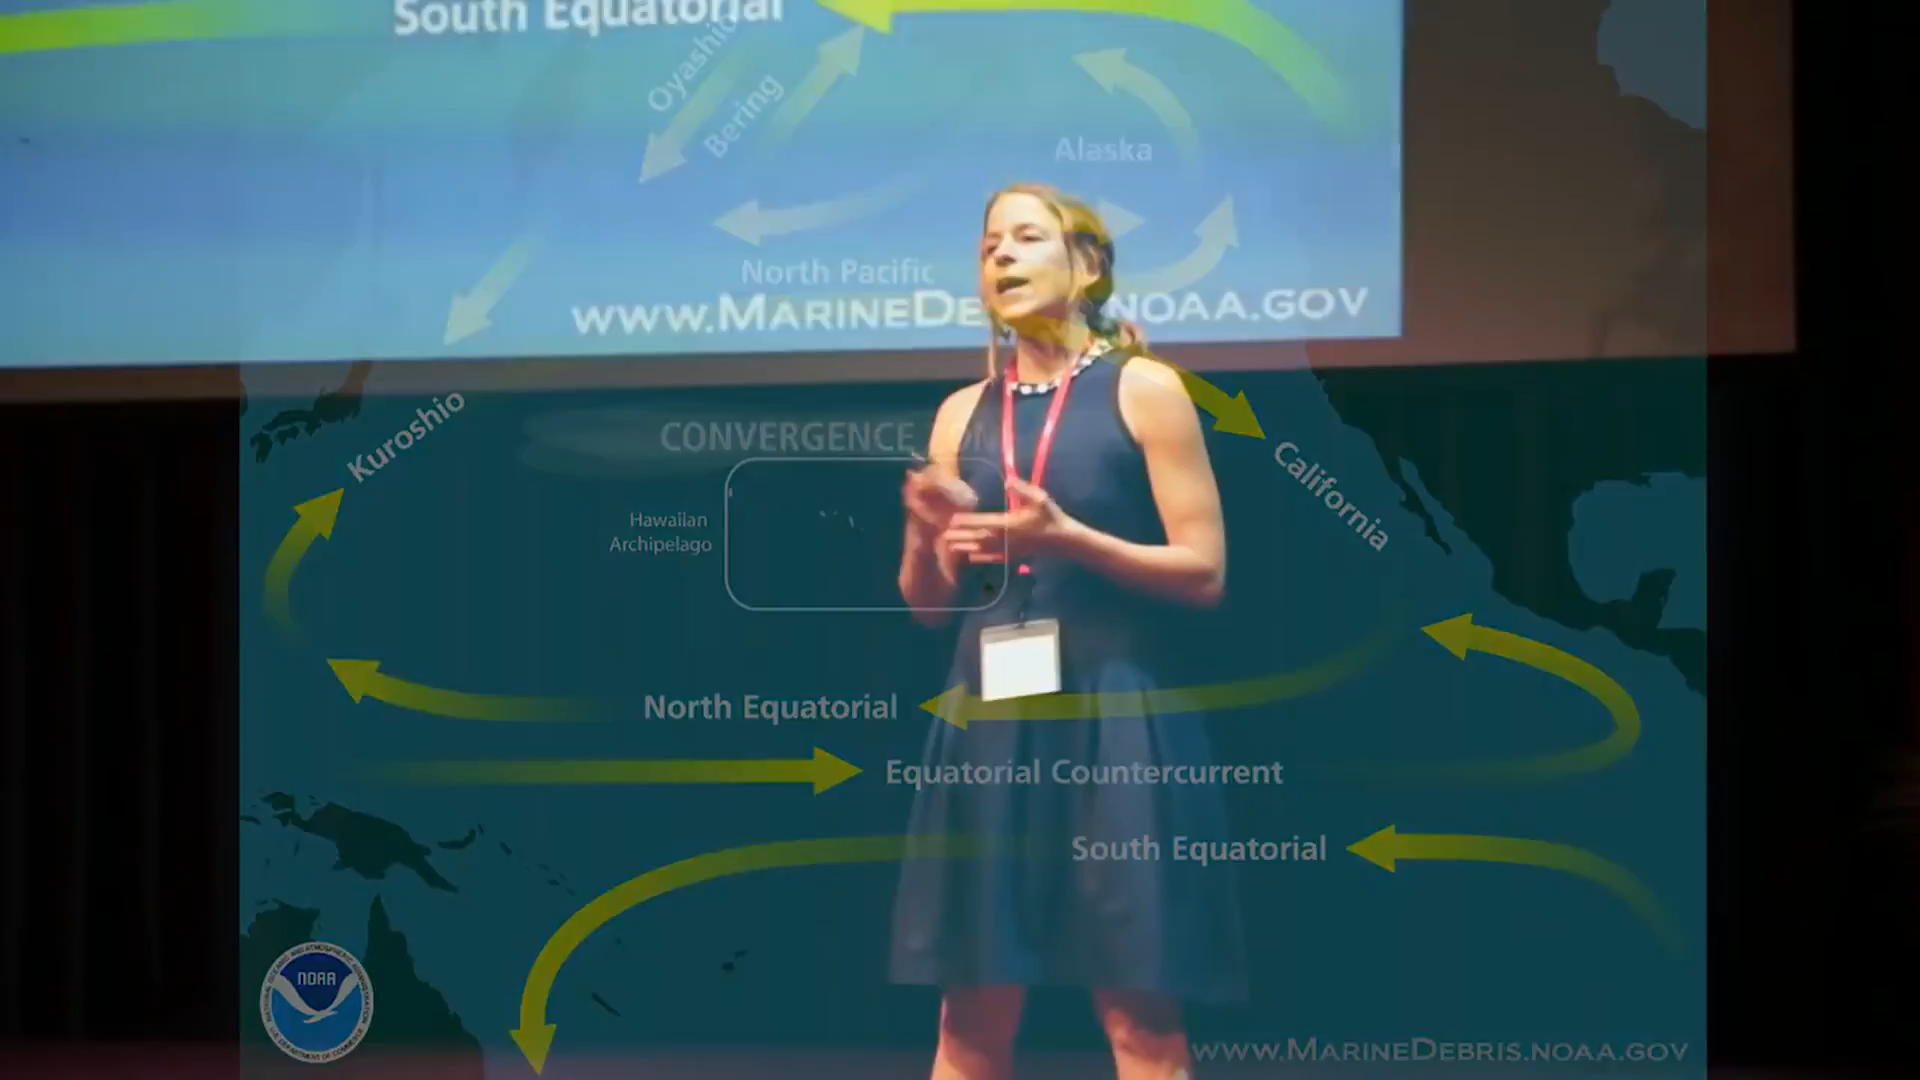 South Equatorial
Oyashio
Bering
Alaska
North Pacific
WWW.MARINEDE
NOAA.GOV
Kuroshio
CONVERGENCE
California
Hawaiian
Archipelago
North Equatorial
Equatorial Countercurrent
South Equatorial
NOAA
WWW.MARINEDEBRIS.NOAA.GOV